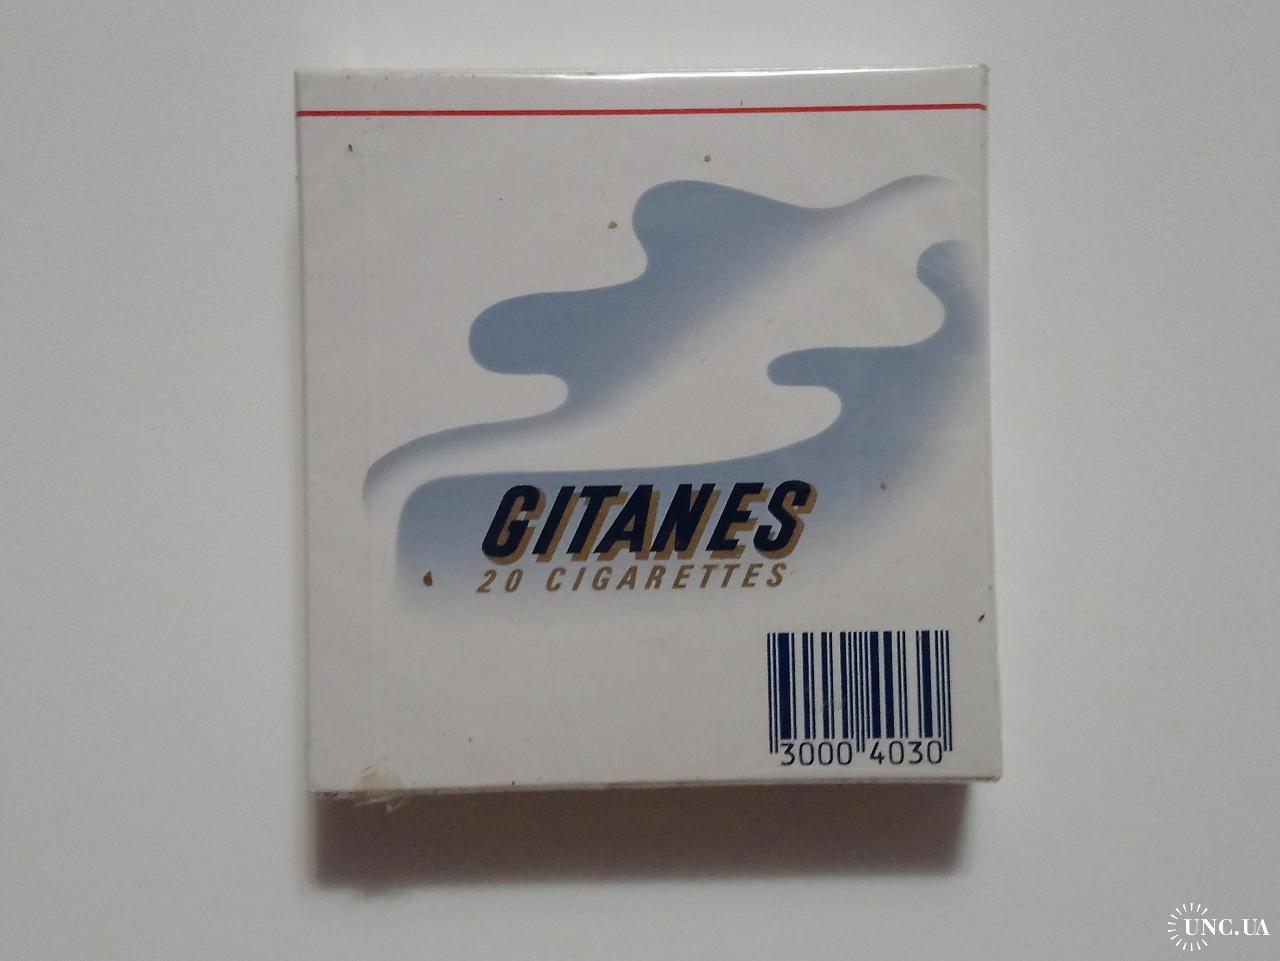 GITANES
20 CIGARETTES
3000 4030
UNC.UA